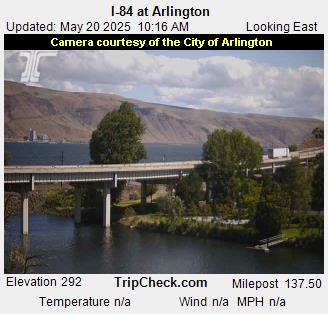 I-84 at Arlington
Updated: May 20 2025 10:16 AM Looking East
Camera courtesy of the City of Arlington
Elevation 292 TripCheck.com Milepost 137.50
Temperature n/a Wind n/a MPH n/a